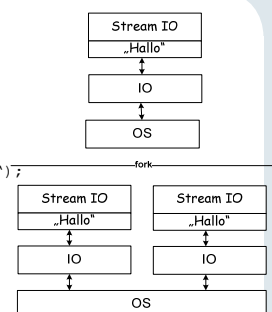 Stream IO
„Hallo“
IO
OS
");
fork
Stream IO Stream IO
„Hallo“ „Hallo“
IO IO
OS